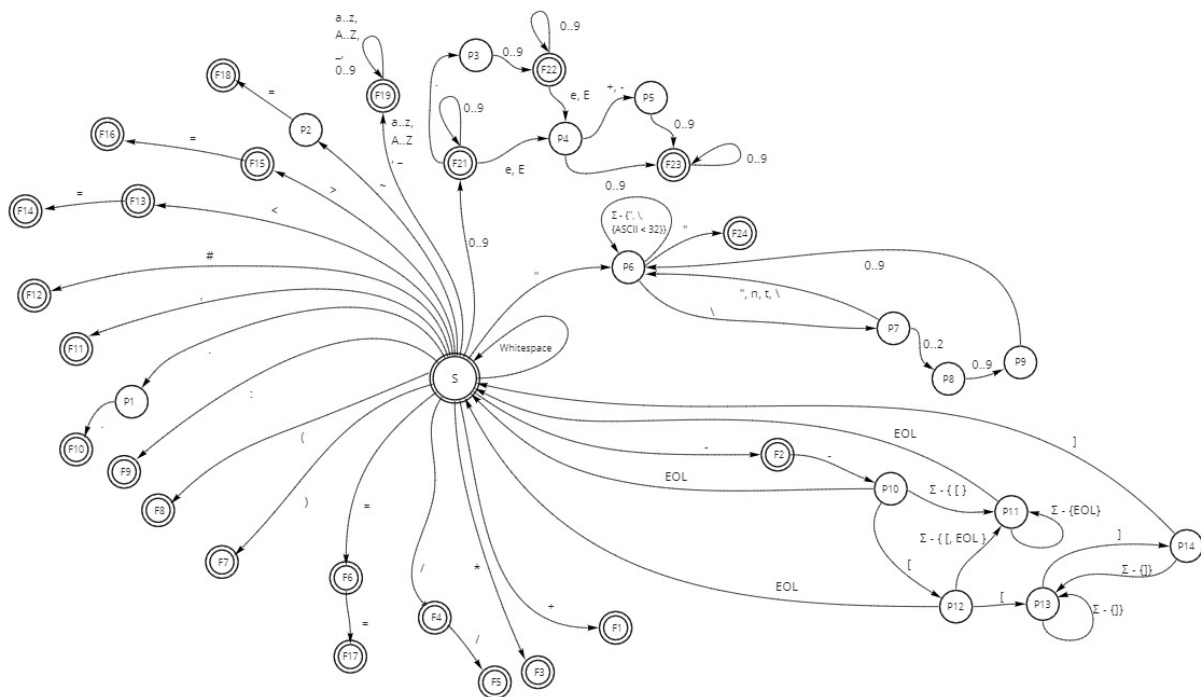 a..z,
A..Z,
_,
0..9
0..9
P3
0..9
F22
F18
=
F19
e, E
+, -
P5
.
0..9
a..z,
A..Z
, _
F16
=
P2
F21
e, E
P4
0..9
F15
~
F23
0..9
0..9
>
F14
=
F13
<
Σ - {", \,
{ASCII < 32}}
"
F24
0..9
#
P6
0..9
"
", n, t, \
F12
,
\
P7
F11
.
Whitespace
0..2
S
P8
0..9
P9
P1
:
.
F10
(
]
F9
EOL
-
F2
-
EOL
F8
)
P10
Σ - { [ }
=
P11
Σ - {EOL}
Σ - { [, EOL }
]
P14
F7
/
*
[
Σ - {]}
F6
EOL
+
P12
[
P13
F4
/
F1
Σ - {]}
=
F17
F5
F3